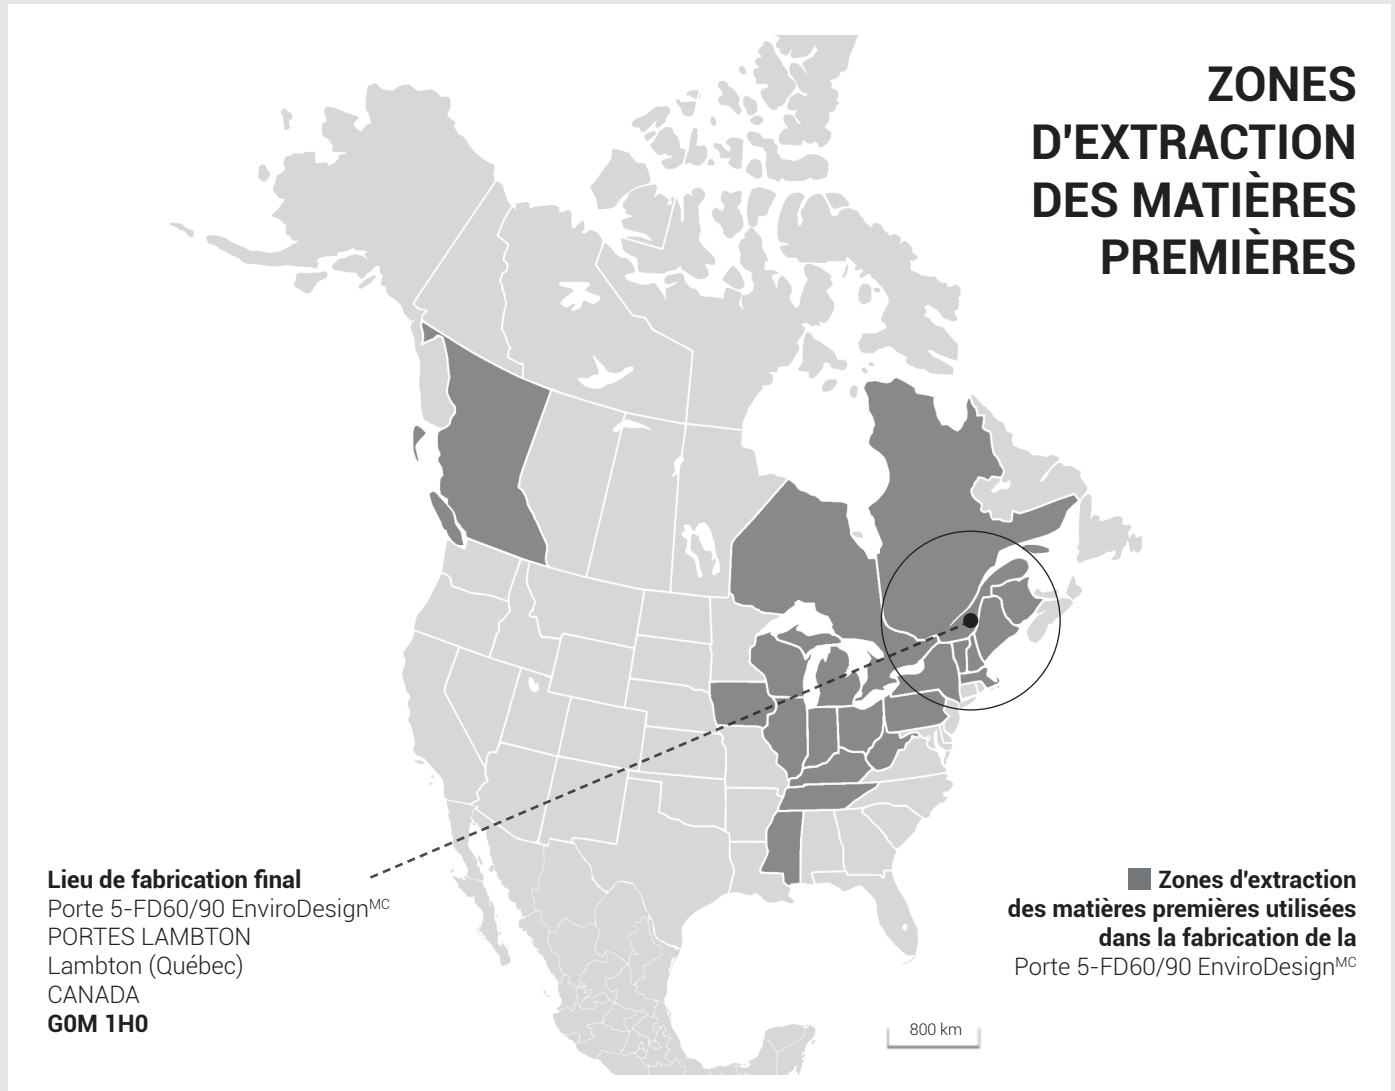 ZONES
D'EXTRACTION
DES MATIÈRES
PREMIÈRES
Lieu de fabrication final
Porte 5-FD60/90 EnviroDesignMC
PORTES LAMBTON
Lambton (Québec)
CANADA
G0M 1H0
Zones d'extraction
des matières premières utilisées
dans la fabrication de la
Porte 5-FD60/90 EnviroDesignMC
800 km